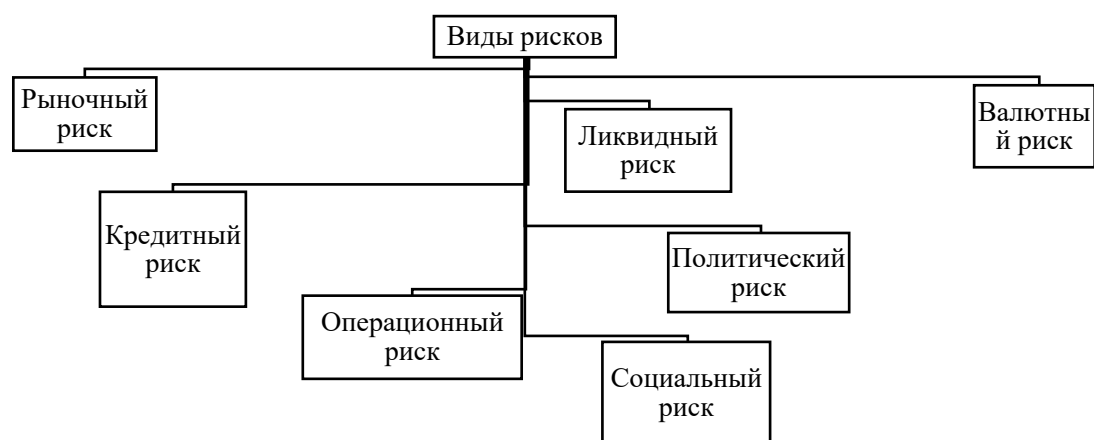 Виды рисков
Рыночный
риск
Ликвидный
риск
Валютны
й риск
Кредитный
риск
Политический
риск
Операционный
риск
Социальный
риск